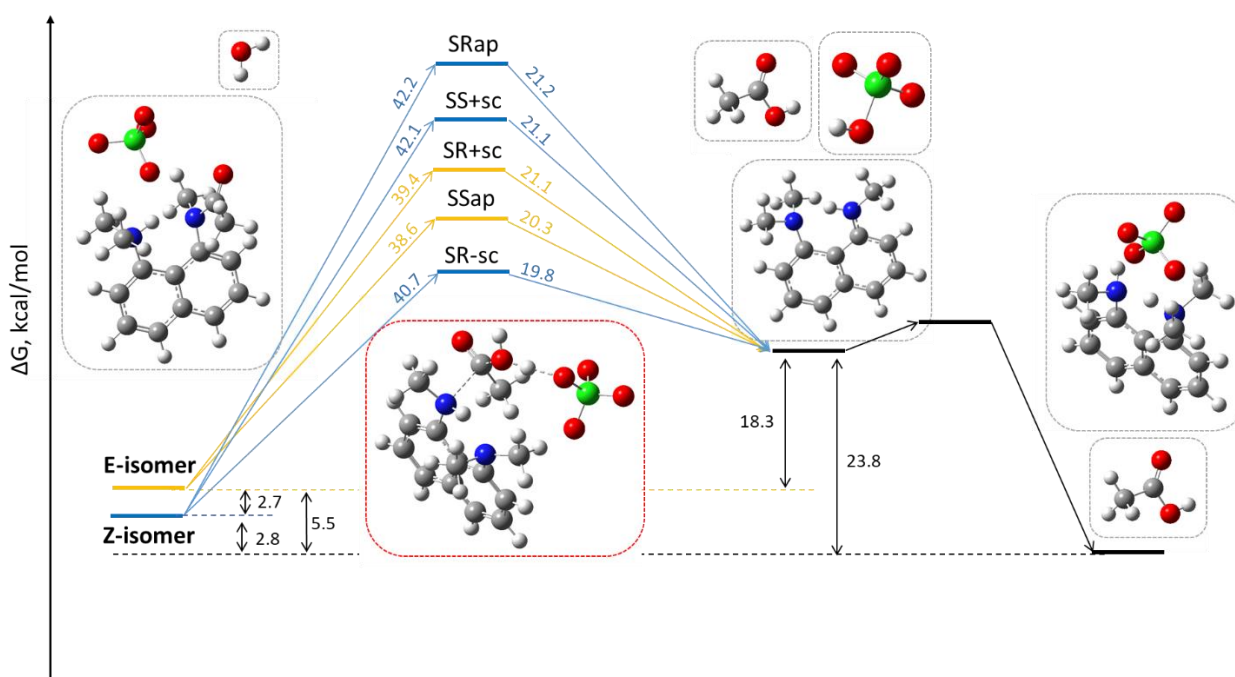 ΔG, kcal/mol
SRap
SS+sc
SR+sc
SSap
SR-sc
42.2
42.1
39.4
38.6
40.7
21.2
21.1
21.1
20.3
19.8
E-isomer
Z-isomer
2.7
2.8
5.5
18.3
23.8